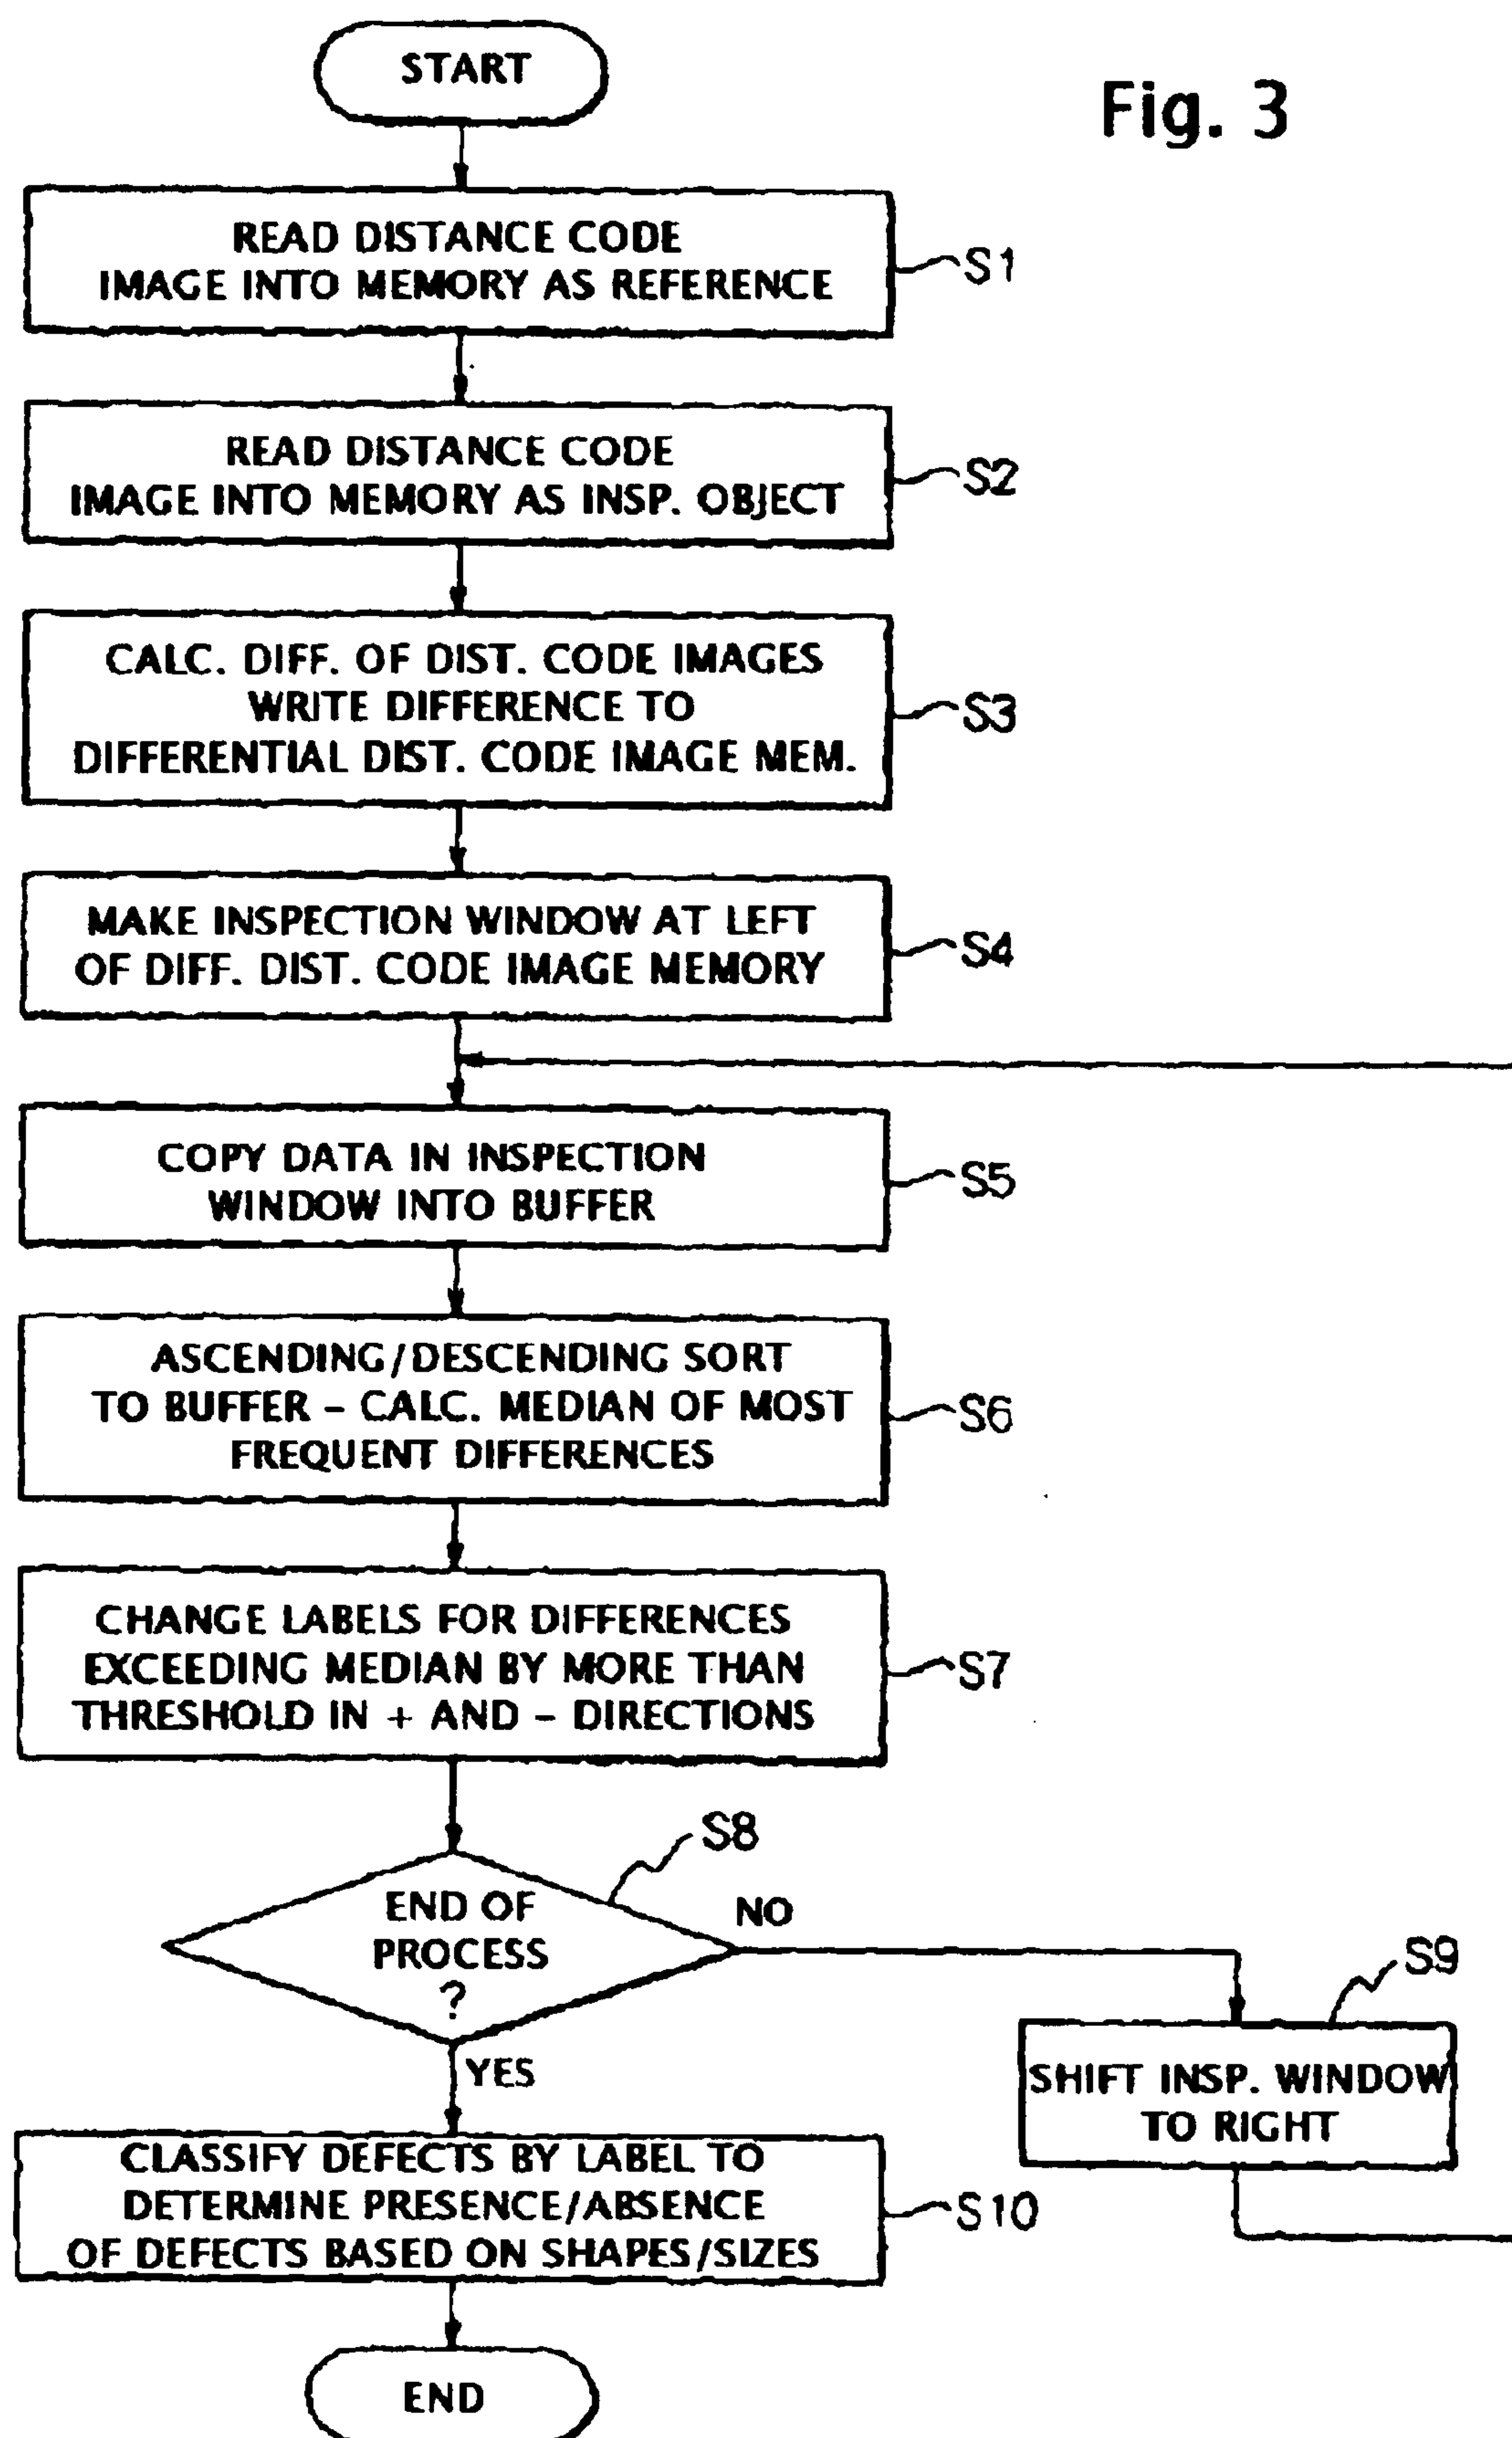 START
Fig. 3
READ DISTANCE CODE
IMAGE INTO MEMORY AS REFERENCE
S1
READ DISTANCE CODE
IMAGE INTO MEMORY AS INSP. OBJECT
S2
CALC. DIFF. OF DIST. CODE IMAGES
WRITE DIFFERENCE TO
DIFFERENTIAL DIST. CODE IMAGE MEM.
S3
MAKE INSPECTION WINDOW AT LEFT
OF DIFF. DIST. CODE IMAGE MEMORY
S4
COPY DATA IN INSPECTION
WINDOW INTO BUFFER
S5
ASCENDING/DESCENDING SORT
TO BUFFER – CALC. MEDIAN OF MOST
FREQUENT DIFFERENCES
S6
CHANGE LABELS FOR DIFFERENCES
EXCEEDING MEDIAN BY MORE THAN
THRESHOLD IN + AND – DIRECTIONS
S7
S8
END OF
PROCESS
?
NO
YES
S9
SHIFT INSP. WINDOW
TO RIGHT
CLASSIFY DEFECTS BY LABEL TO
DETERMINE PRESENCE/ABSENCE
OF DEFECTS BASED ON SHAPES/SIZES
S10
END